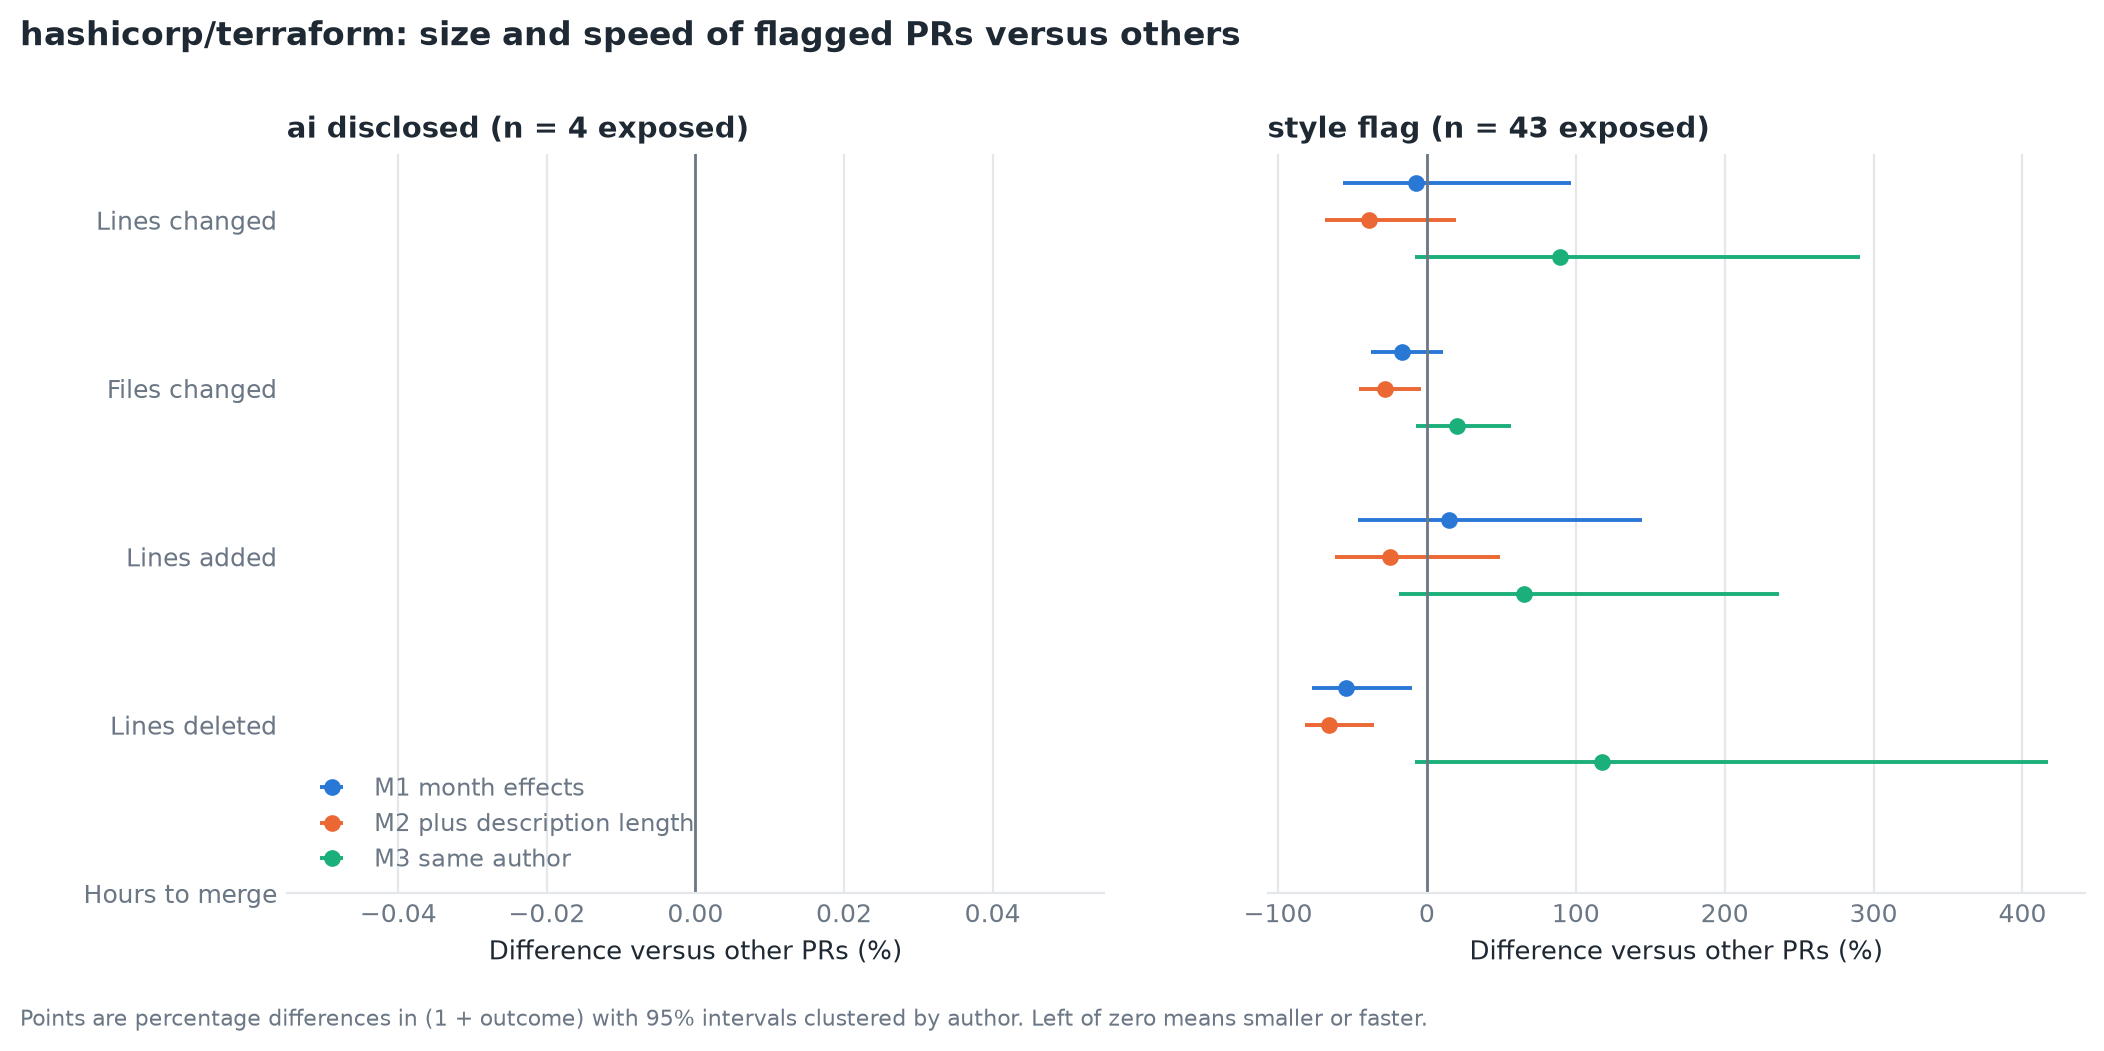 hashicorp/terraform: size and speed of flagged PRs versus others
ai disclosed (n = 4 exposed)
style flag (n = 43 exposed)
Lines changed
Files changed
Lines added
Lines deleted
Hours to merge
M1 month effects
M2 plus description length
M3 same author
−0.04 −0.02 0.00 0.02 0.04
−100 0 100 200 300 400
Difference versus other PRs (%)
Difference versus other PRs (%)
Points are percentage differences in (1 + outcome) with 95% intervals clustered by author. Left of zero means smaller or faster.